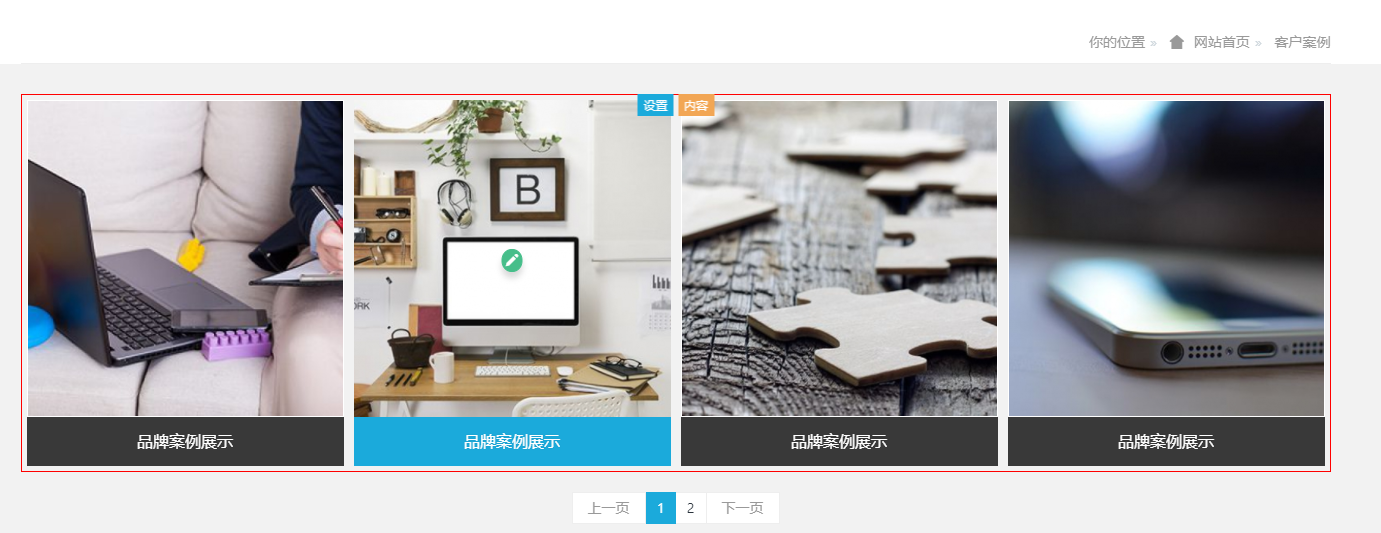 你的位置 » 网站首页 » 客户案例
设置 内容
B
ORK
品牌案例展示 品牌案例展示 品牌案例展示 品牌案例展示
上一页 1 2 下一页